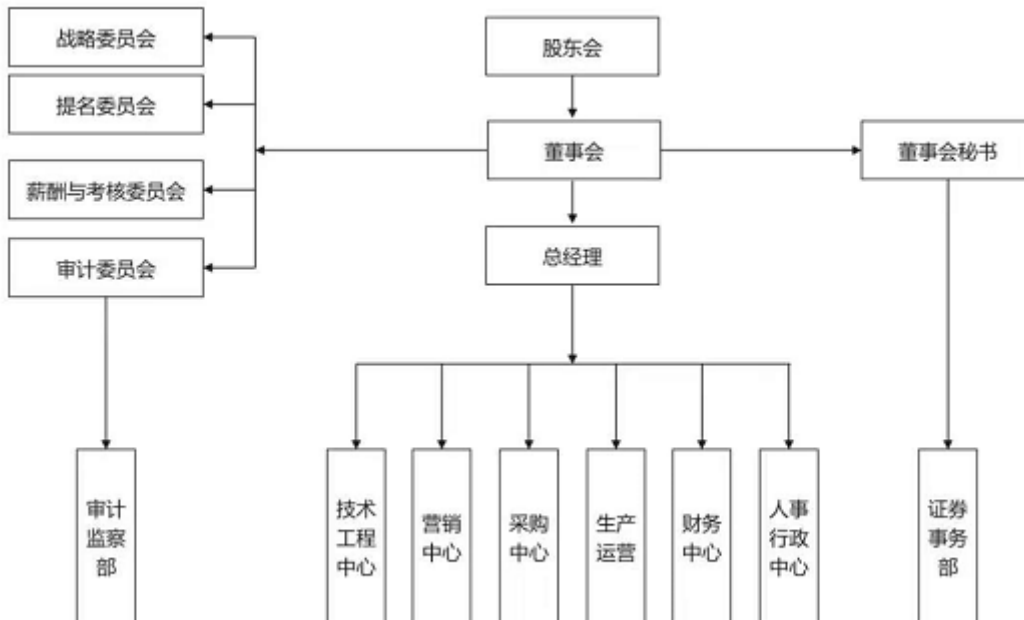 战略委员会
股东会
提名委员会
董事会
董事会秘书
薪酬与考核委员会
总经理
审计委员会
审计
监察
部
技术
工程
中心
营销
中心
采购
中心
生产
运营
财务
中心
人事
行政
中心
证券
事务
部